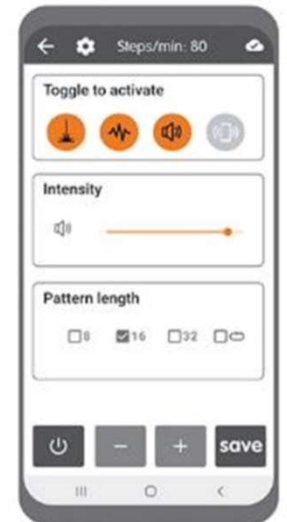 Steps/min: 80
Toggle to activate
Intensity
Pattern length
8 16 32
save